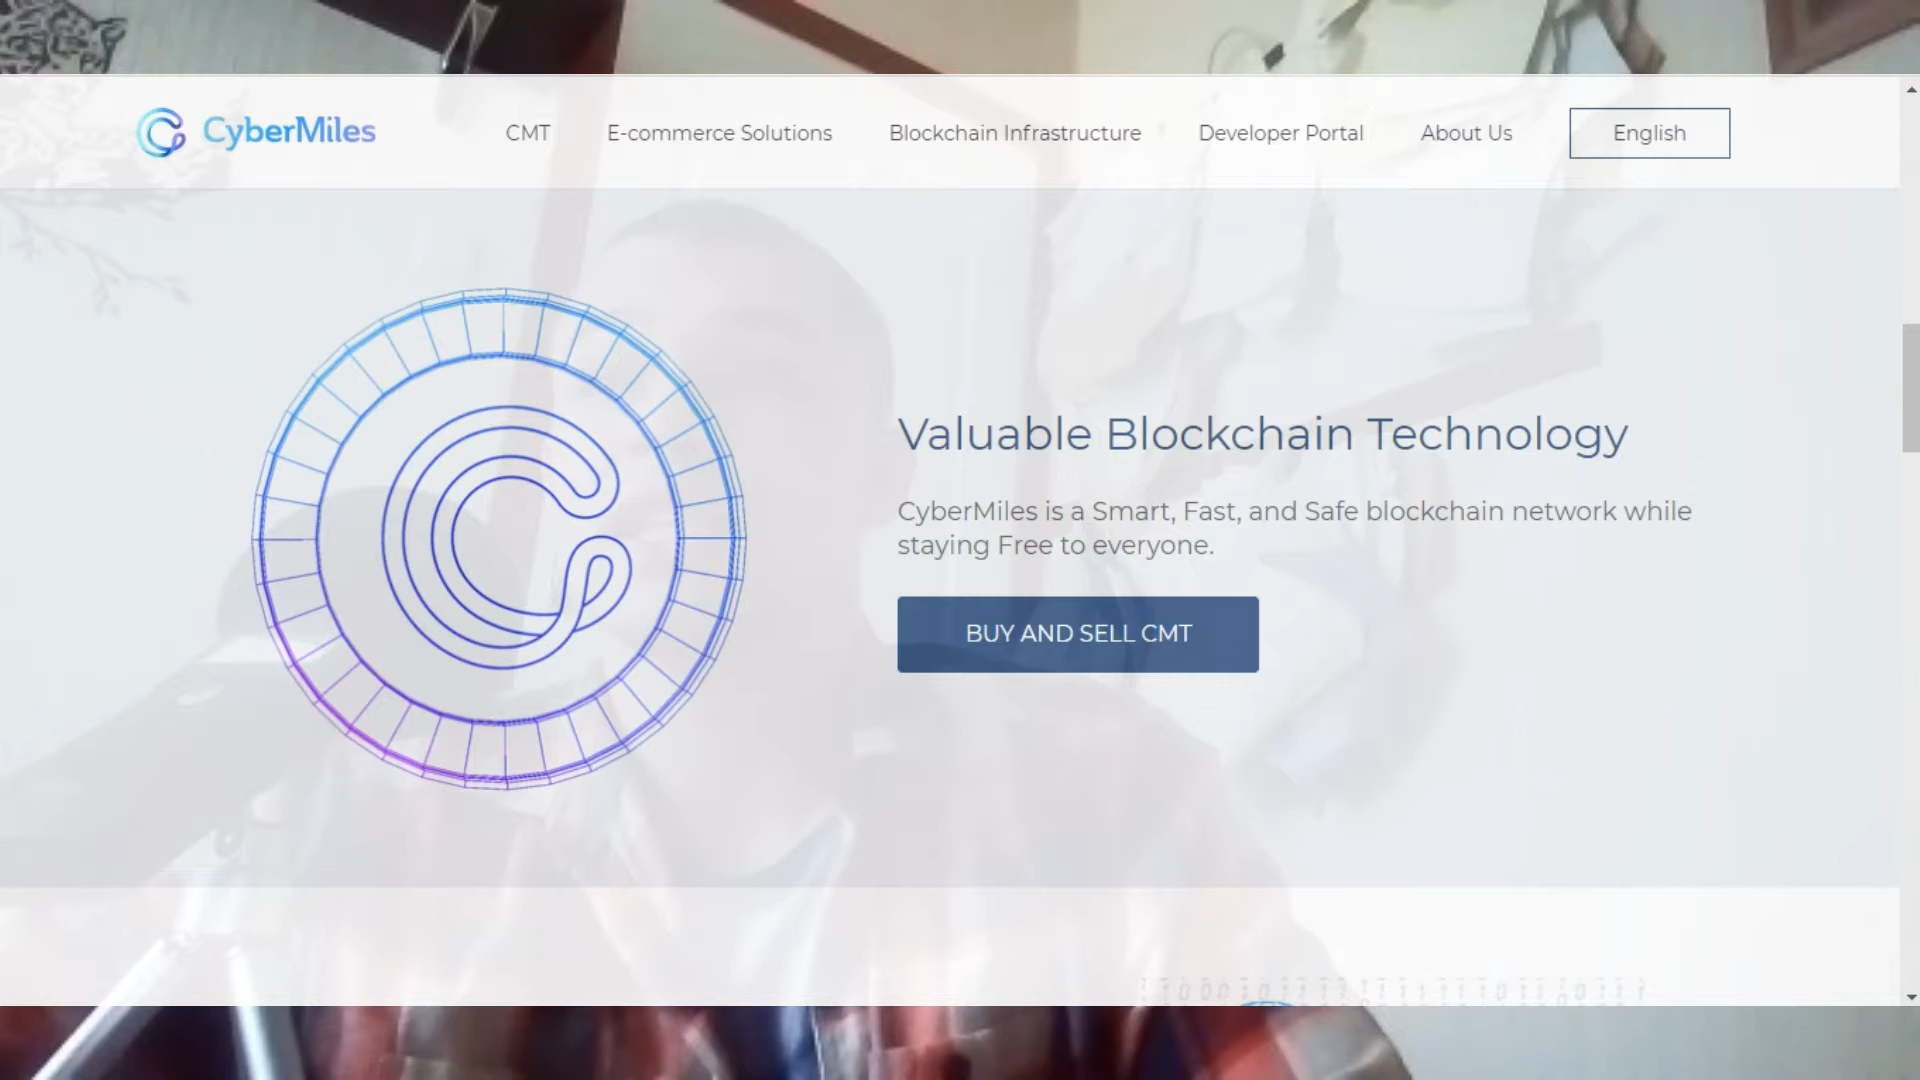 CyberMiles
CMT
E-commerce Solutions
Blockchain Infrastructure
Developer Portal
About Us
English
Valuable Blockchain Technology
CyberMiles is a Smart, Fast, and Safe blockchain network while
staying Free to everyone.
BUY AND SELL CMT